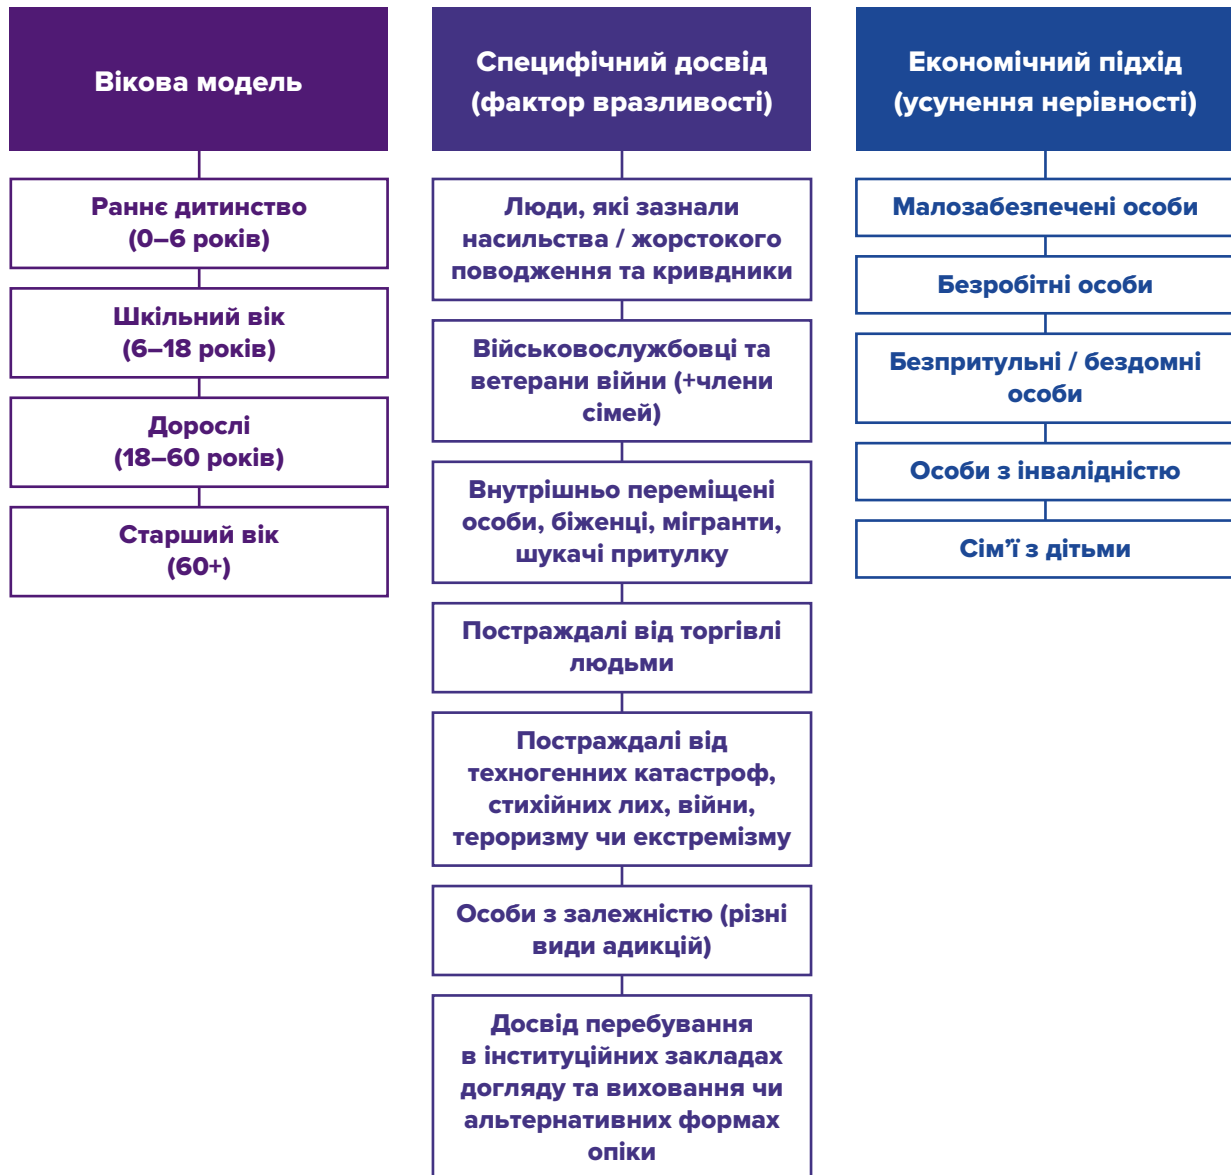 Вікова модель
Раннє дитинство
(0–6 років)
Шкільний вік
(6–18 років)
Дорослі
(18–60 років)
Старший вік
(60+)
Специфічний досвід
(фактор вразливості)
Люди, які зазнали
насильства / жорстокого
поводження та кривдники
Військовослужбовці та
ветерани війни (+члени
сімей)
Внутрішньо переміщені
особи, біженці, мігранти,
шукачі притулку
Постраждалі від торгівлі
людьми
Постраждалі від
техногенних катастроф,
стихійних лих, війни,
тероризму чи екстремізму
Особи з залежністю (різні
види адикцій)
Досвід перебування
в інституційних закладах
догляду та виховання чи
альтернативних формах
опіки
Економічний підхід
(усунення нерівності)
Малозабезпечені особи
Безробітні особи
Безпритульні / бездомні
особи
Особи з інвалідністю
Сім’ї з дітьми